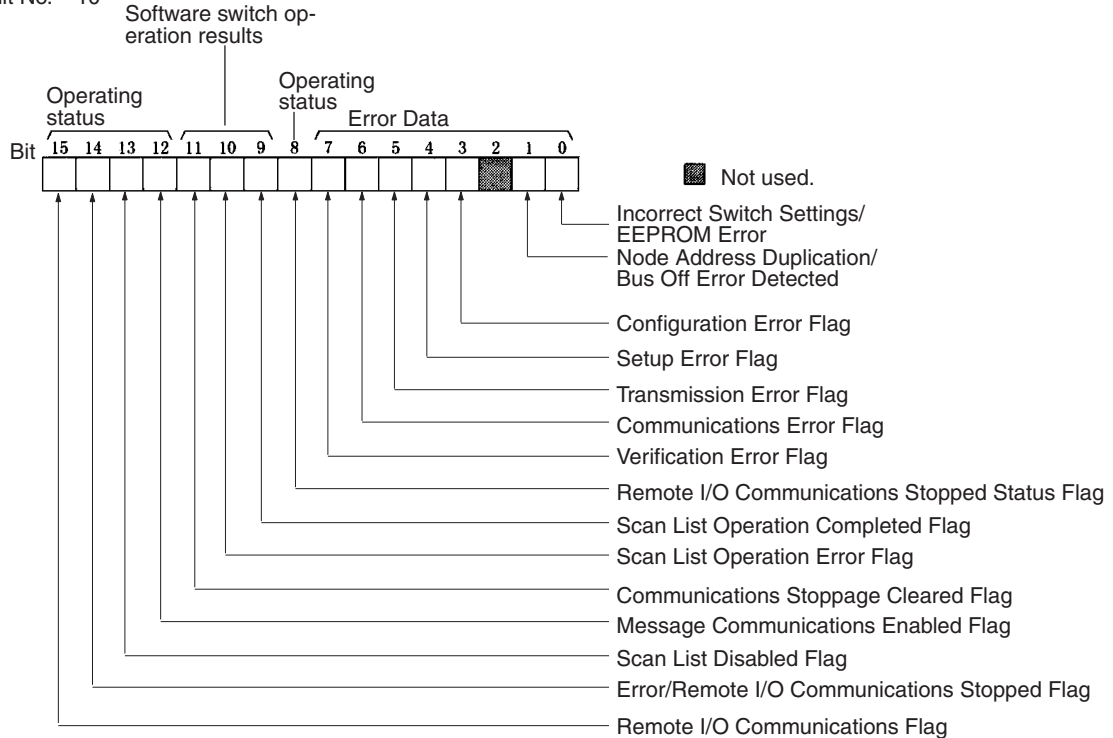 Software switch op-
eration results
Operating
status
Operating
status
Error Data
Bit 15 14 13 12 11 10 9 8 7 6 5 4 3 2 1 0
Not used.
Incorrect Switch Settings/
EEPROM Error
Node Address Duplication/
Bus Off Error Detected
Configuration Error Flag
Setup Error Flag
Transmission Error Flag
Communications Error Flag
Verification Error Flag
Remote I/O Communications Stopped Status Flag
Scan List Operation Completed Flag
Scan List Operation Error Flag
Communications Stoppage Cleared Flag
Message Communications Enabled Flag
Scan List Disabled Flag
Error/Remote I/O Communications Stopped Flag
Remote I/O Communications Flag